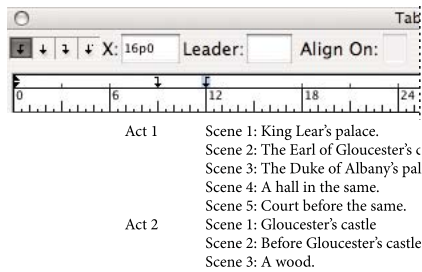 Tab
X: 16p0 Leader: Align On:
0 6 12 18 24
Act 1 Scene 1: King Lear's palace.
Scene 2: The Earl of Gloucester's c
Scene 3: The Duke of Albany's pal
Scene 4: A hall in the same.
Scene 5: Court before the same.
Act 2 Scene 1: Gloucester's castle
Scene 2: Before Gloucester's castle
Scene 3: A wood.